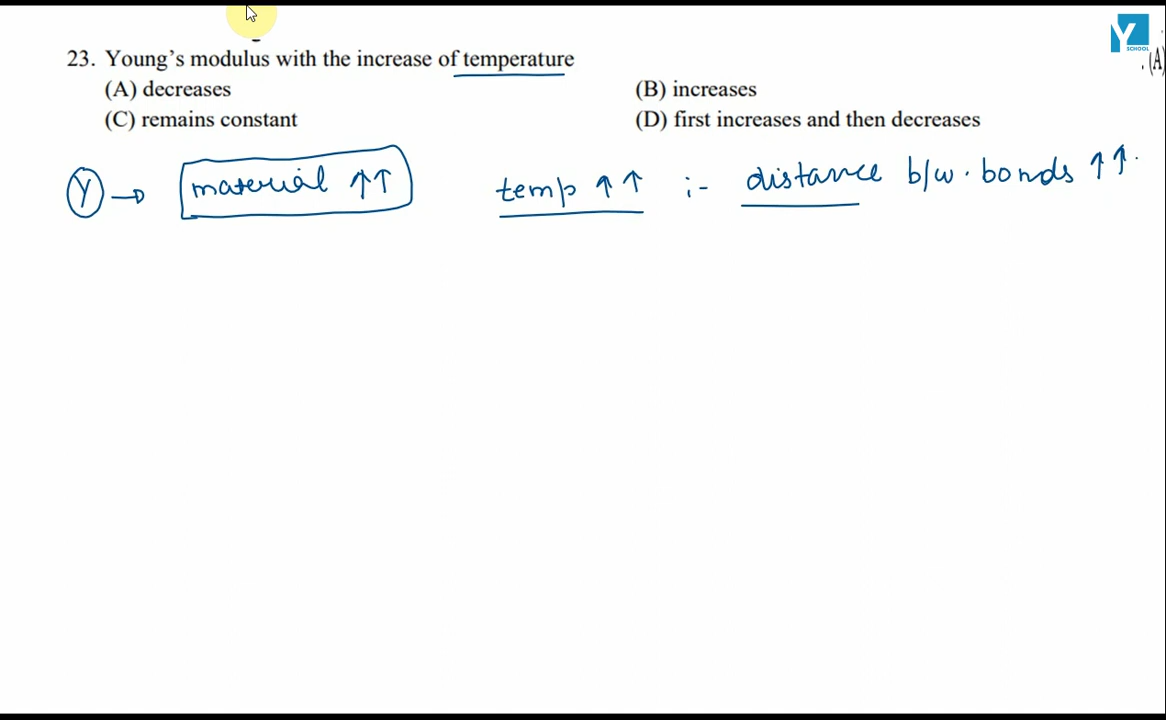 Y SCHOOL
. (A)
23. Young's modulus with the increase of temperature
(A) decreases (B) increases
(C) remains constant (D) first increases and then decreases
Y → material ↑↑ temp ↑↑ :- distance b/w. bonds ↑↑.